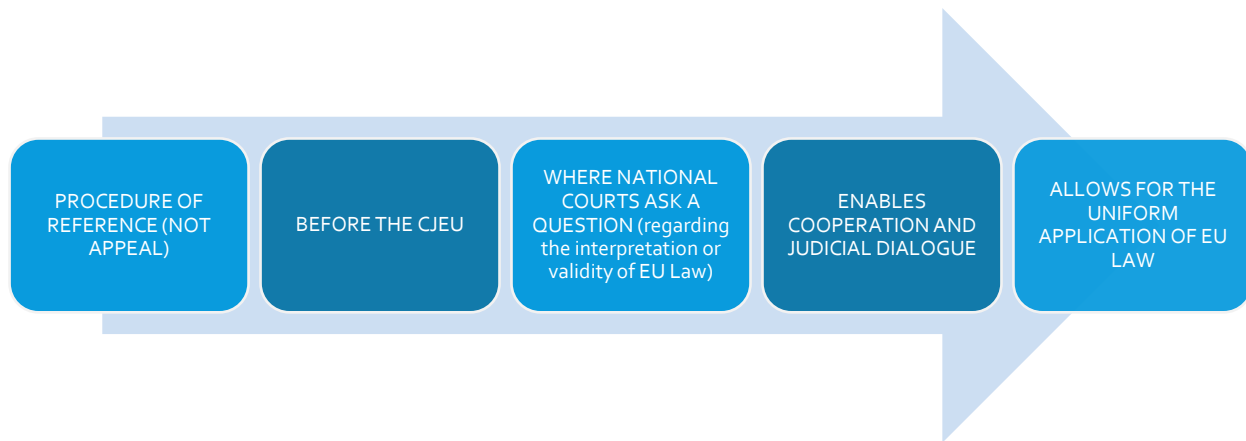 PROCEDURE OF
REFERENCE (NOT
APPEAL)
BEFORE THE CJEU
WHERE NATIONAL
COURTS ASK A
QUESTION (regarding
the interpretation or
validity of EU Law)
ENABLES
COOPERATION AND
JUDICIAL DIALOGUE
ALLOWS FOR THE
UNIFORM
APPLICATION OF EU
LAW